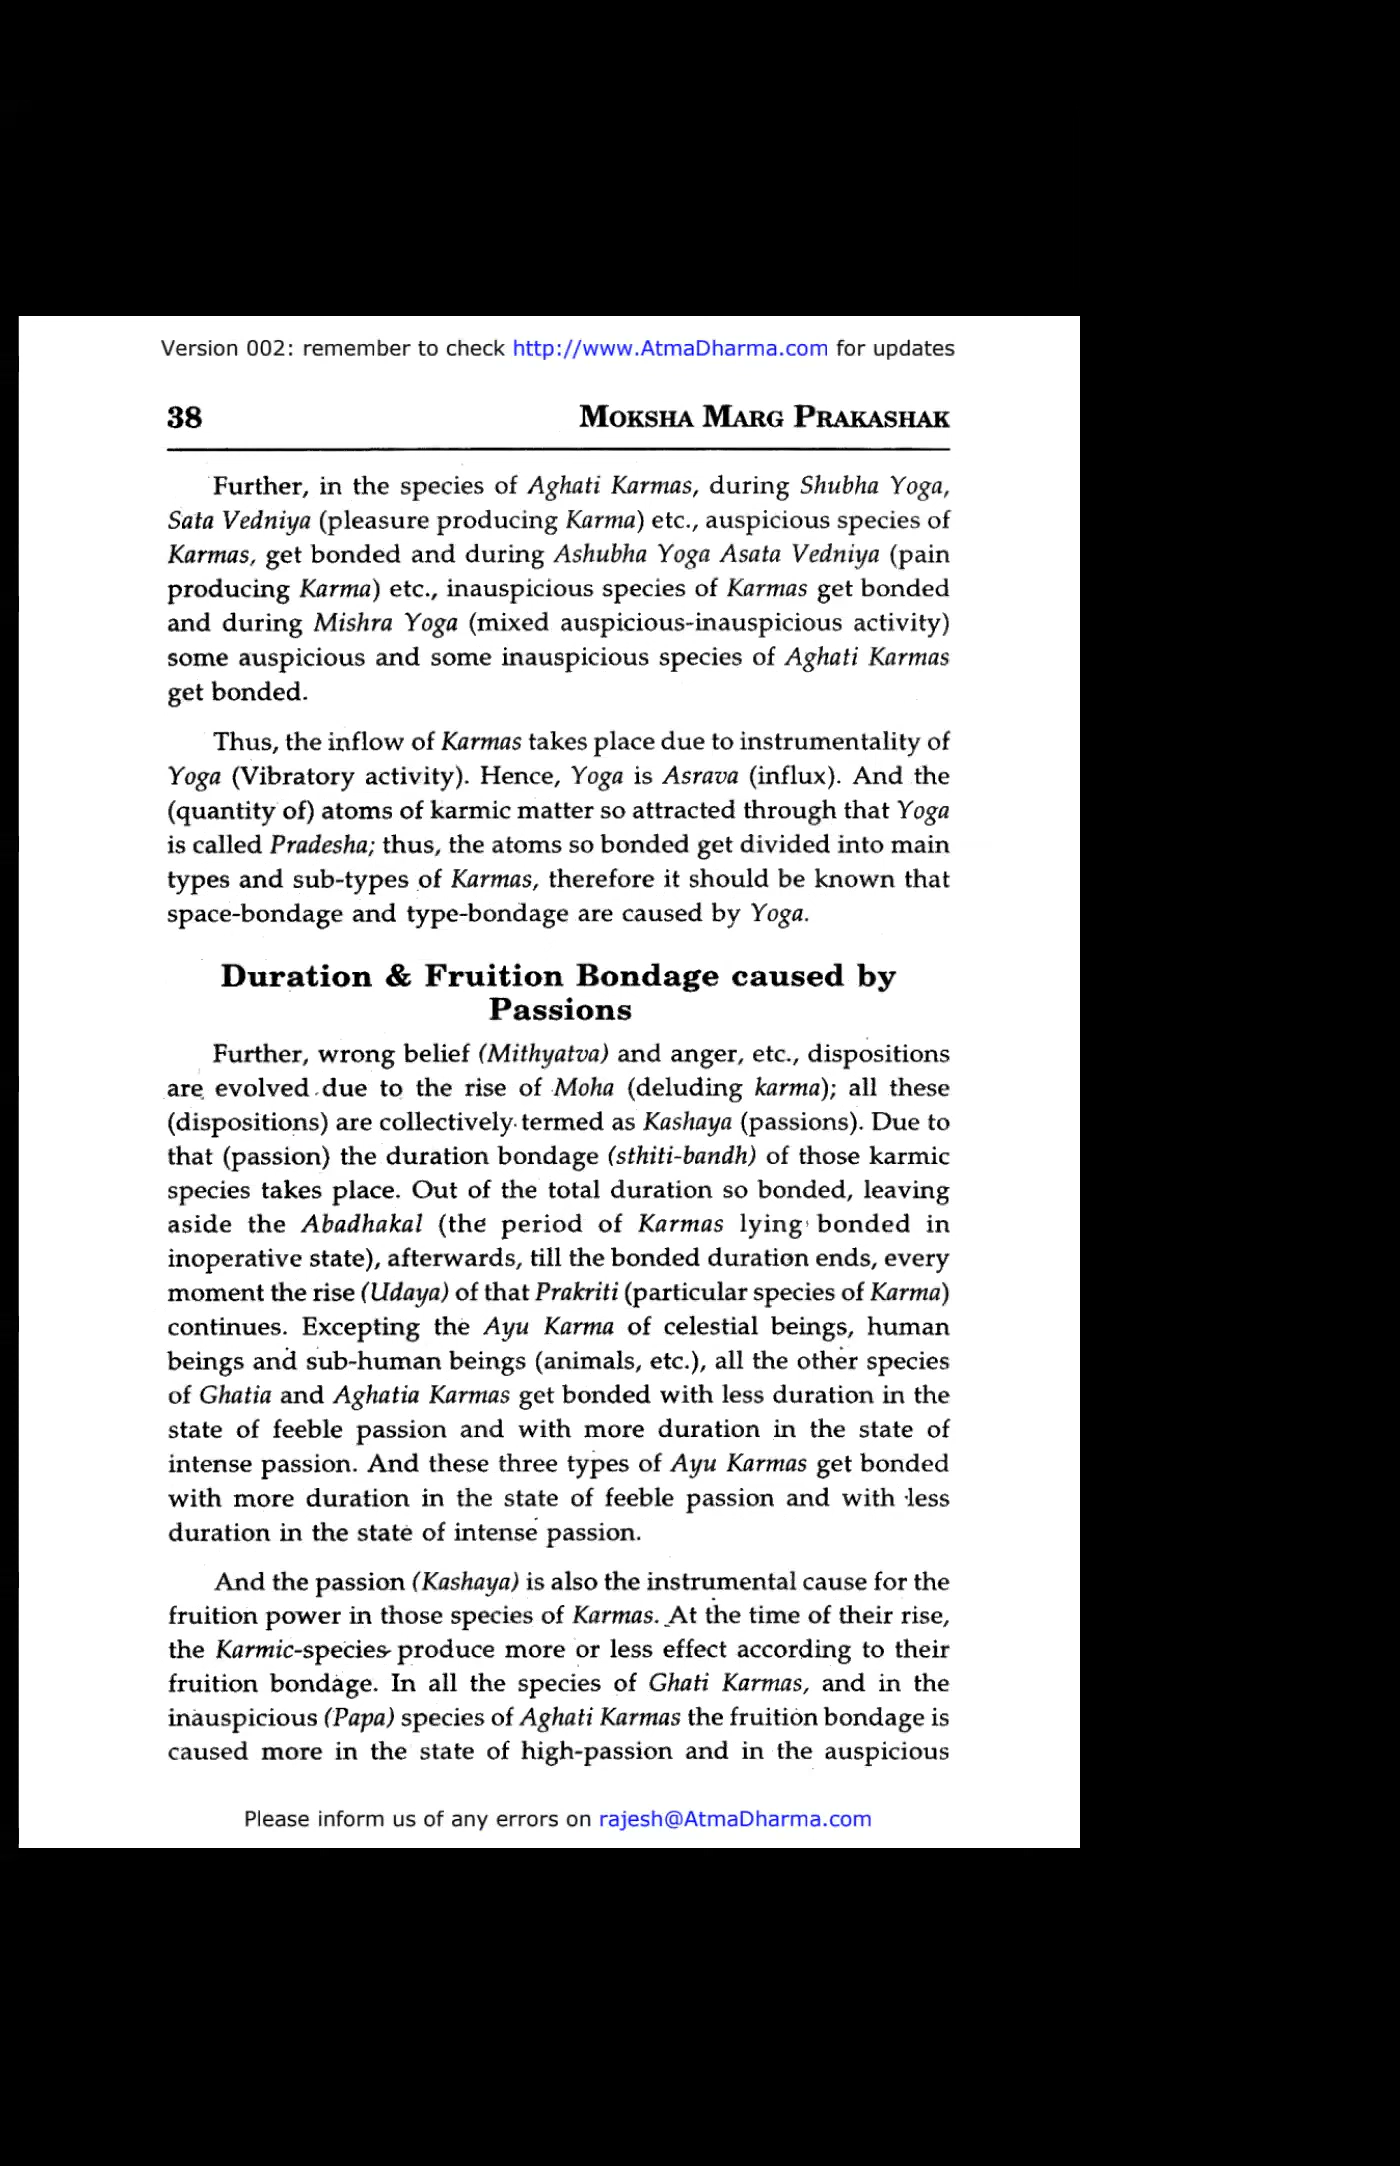 Version 002: remember to check http://www.AtmaDharma.com for updates
38 MOKSHA MARG PRAKASHAK
Further, in the species of Aghati Karmas, during Shubha Yoga,
Sata Vedniya (pleasure producing Karma) etc., auspicious species of
Karmas, get bonded and during Ashubha Yoga Asata Vedniya (pain
producing Karma) etc., inauspicious species of Karmas get bonded
and during Mishra Yoga (mixed auspicious-inauspicious activity)
some auspicious and some inauspicious species of Aghati Karmas
get bonded.
Thus, the inflow of Karmas takes place due to instrumentality of
Yoga (Vibratory activity). Hence, Yoga is Asrava (influx). And the
(quantity of) atoms of karmic matter so attracted through that Yoga
is called Pradesha; thus, the atoms so bonded get divided into main
types and sub-types of Karmas, therefore it should be known that
space-bondage and type-bondage are caused by Yoga.
Duration & Fruition Bondage caused by
Passions
Further, wrong belief (Mithyatva) and anger, etc., dispositions
are evolved due to the rise of Moha (deluding karma); all these
(dispositions) are collectively termed as Kashaya (passions). Due to
that (passion) the duration bondage (sthiti-bandh) of those karmic
species takes place. Out of the total duration so bonded, leaving
aside the Abadhakal (the period of Karmas lying bonded in
inoperative state), afterwards, till the bonded duration ends, every
moment the rise (Udaya) of that Prakriti (particular species of Karma)
continues. Excepting the Ayu Karma of celestial beings, human
beings and sub-human beings (animals, etc.), all the other species
of Ghatia and Aghatia Karmas get bonded with less duration in the
state of feeble passion and with more duration in the state of
intense passion. And these three types of Ayu Karmas get bonded
with more duration in the state of feeble passion and with less
duration in the state of intense passion.
And the passion (Kashaya) is also the instrumental cause for the
fruition power in those species of Karmas. At the time of their rise,
the Karmic-species produce more or less effect according to their
fruition bondage. In all the species of Ghati Karmas, and in the
inauspicious (Papa) species of Aghati Karmas the fruition bondage is
caused more in the state of high-passion and in the auspicious
Please inform us of any errors on rajesh@AtmaDharma.com